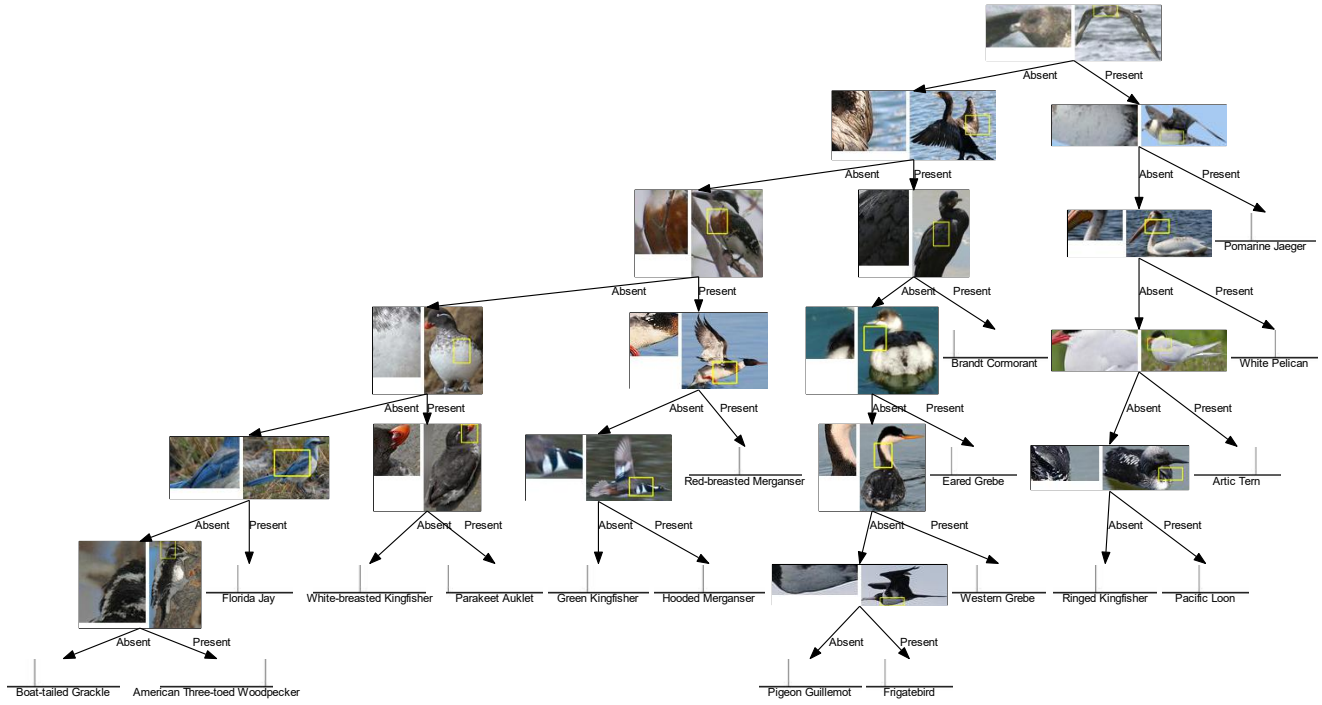 Absent
Present
Absent
Present
Absent
Present
Pomarine Jaeger
Absent
Present
Absent
Present
Absent
Present
Brandt Cormorant
White Pelican
Absent
Present
Absent
Present
Absent
Present
Absent
Present
Red-breasted Merganser
Eared Grebe
Artic Tern
Absent
Present
Absent
Present
Absent
Present
Absent
Present
Absent
Present
Florida Jay
White-breasted Kingfisher
Parakeet Auklet
Green Kingfisher
Hooded Merganser
Western Grebe
Ringed Kingfisher
Pacific Loon
Absent
Present
Absent
Present
Boat-tailed Grackle
American Three-toed Woodpecker
Pigeon Guillemot
Frigatebird